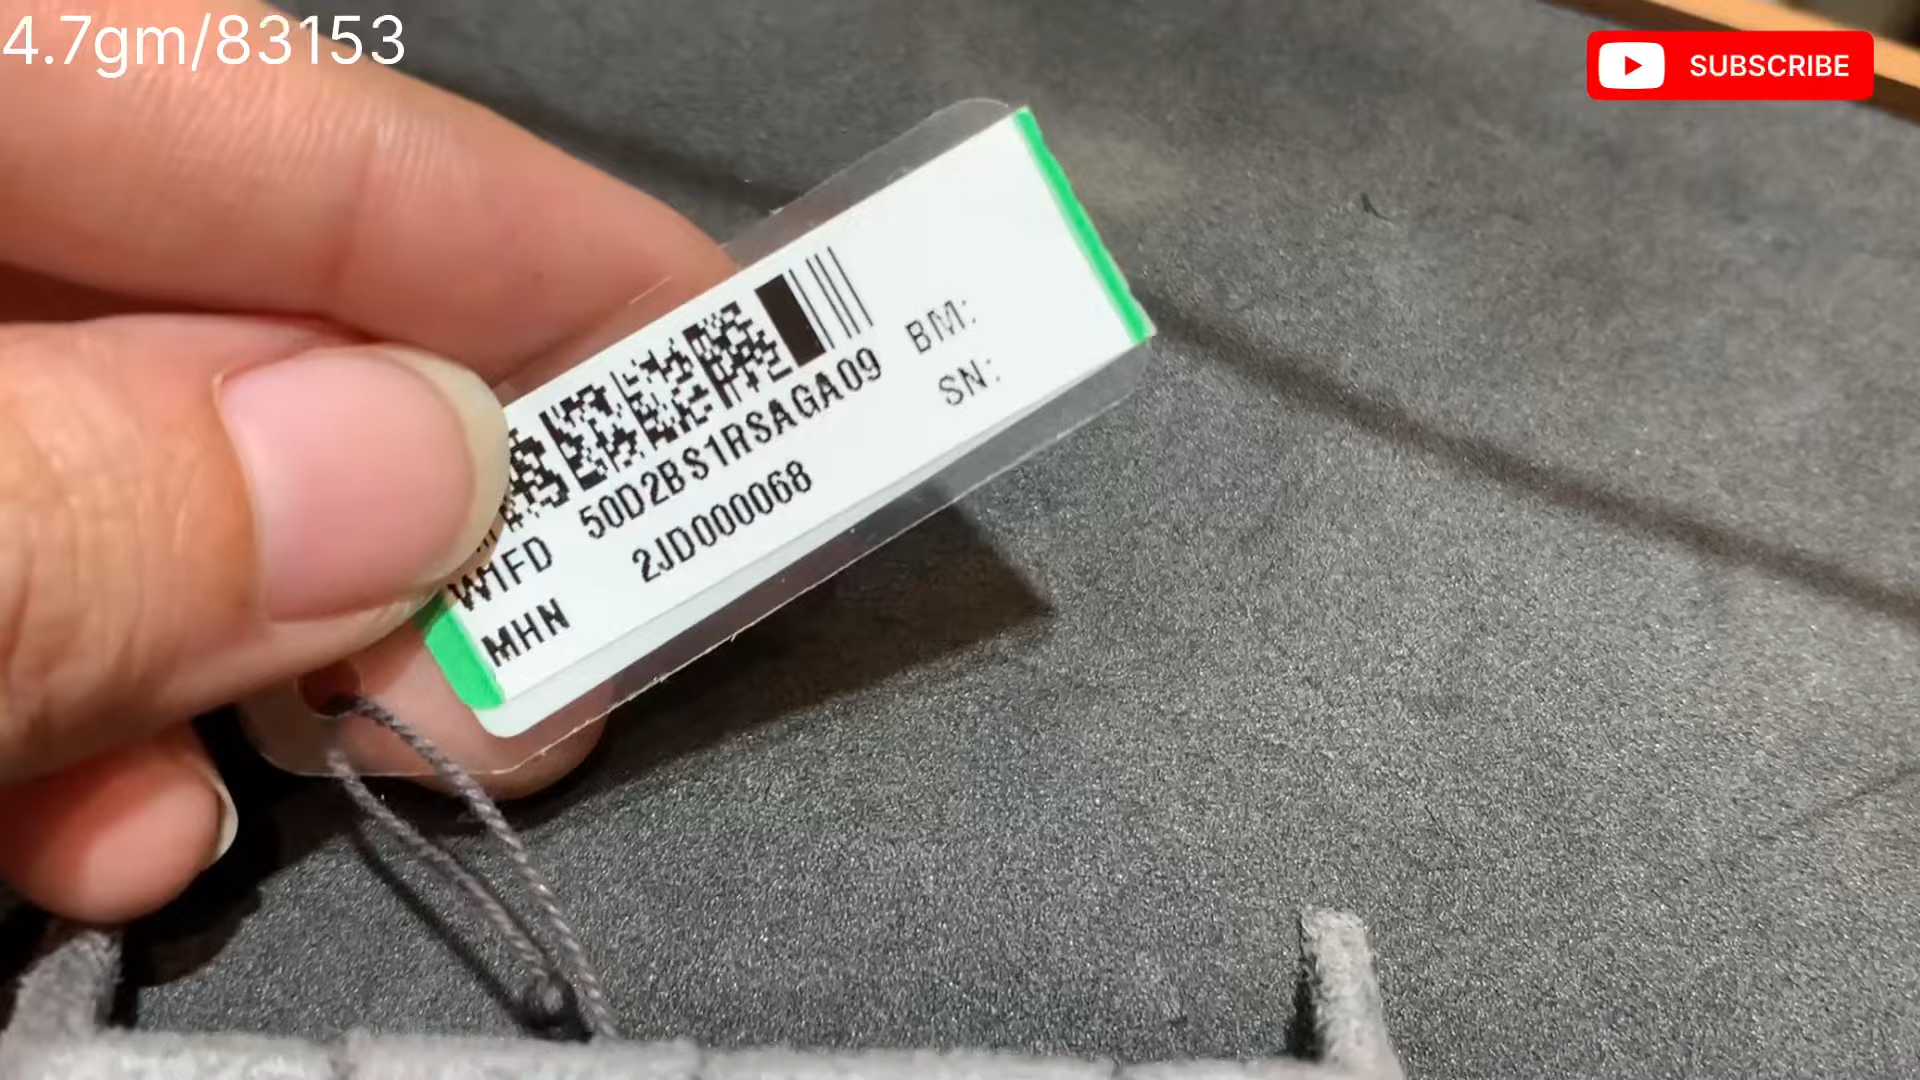 4.7gm/83153
SUBSCRIBE
BM:
W1FD 50D2BS1RSAGA09
SN:
MHN 2JD000068